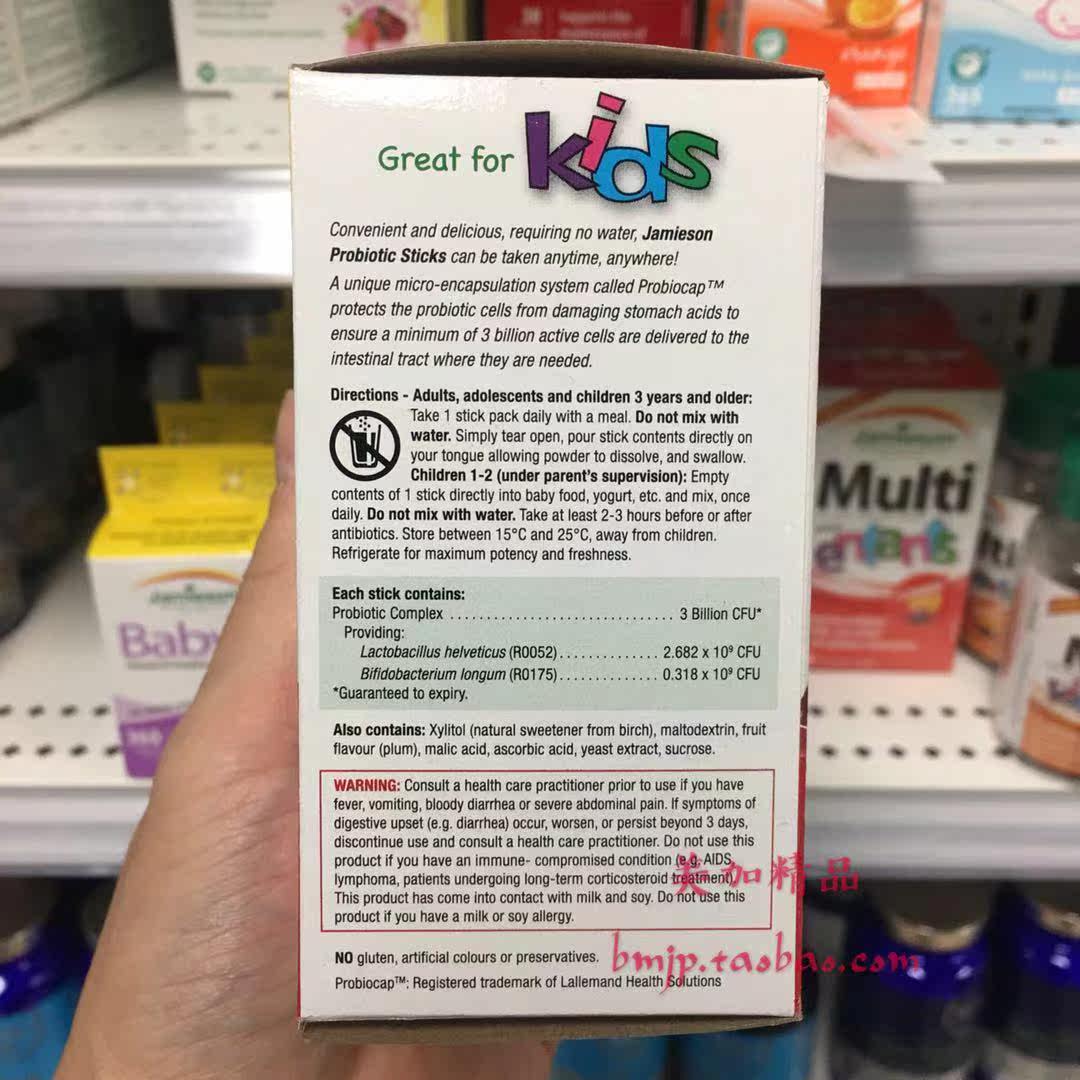 Great for kids
Convenient and delicious, requiring no water, Jamieson
Probiotic Sticks can be taken anytime, anywhere!
A unique micro-encapsulation system called Probiocap™
protects the probiotic cells from damaging stomach acids to
ensure a minimum of 3 billion active cells are delivered to the
intestinal tract where they are needed.
Directions - Adults, adolescents and children 3 years and older:
Take 1 stick pack daily with a meal. Do not mix with
water. Simply tear open, pour stick contents directly on
your tongue allowing powder to dissolve, and swallow.
Children 1-2 (under parent's supervision): Empty
contents of 1 stick directly into baby food, yogurt, etc. and mix, once
daily. Do not mix with water. Take at least 2-3 hours before or after
antibiotics. Store between 15°C and 25°C, away from children.
Refrigerate for maximum potency and freshness.
Each stick contains:
Probiotic Complex ............................. 3 Billion CFU*
Providing:
Lactobacillus helveticus (R0052).............. 2.682 x 10⁹ CFU
Bifidobacterium longum (R0175).............. 0.318 x 10⁹ CFU
*Guaranteed to expiry.
Also contains: Xylitol (natural sweetener from birch), maltodextrin, fruit
flavour (plum), malic acid, ascorbic acid, yeast extract, sucrose.
WARNING: Consult a health care practitioner prior to use if you have
fever, vomiting, bloody diarrhea or severe abdominal pain. If symptoms of
digestive upset (e.g. diarrhea) occur, worsen, or persist beyond 3 days,
discontinue use and consult a health care practitioner. Do not use this
product if you have an immune- compromised condition (e.g. AIDS,
lymphoma, patients undergoing long-term corticosteroid treatment).
This product has come into contact with milk and soy. Do not use this
product if you have a milk or soy allergy.
NO gluten, artificial colours or preservatives.
Probiocap™: Registered trademark of Lallemand Health Solutions
美加精品
bmjp.taobao.com
Jamieson
Baby
Jamieson
Multi
enfants
orange